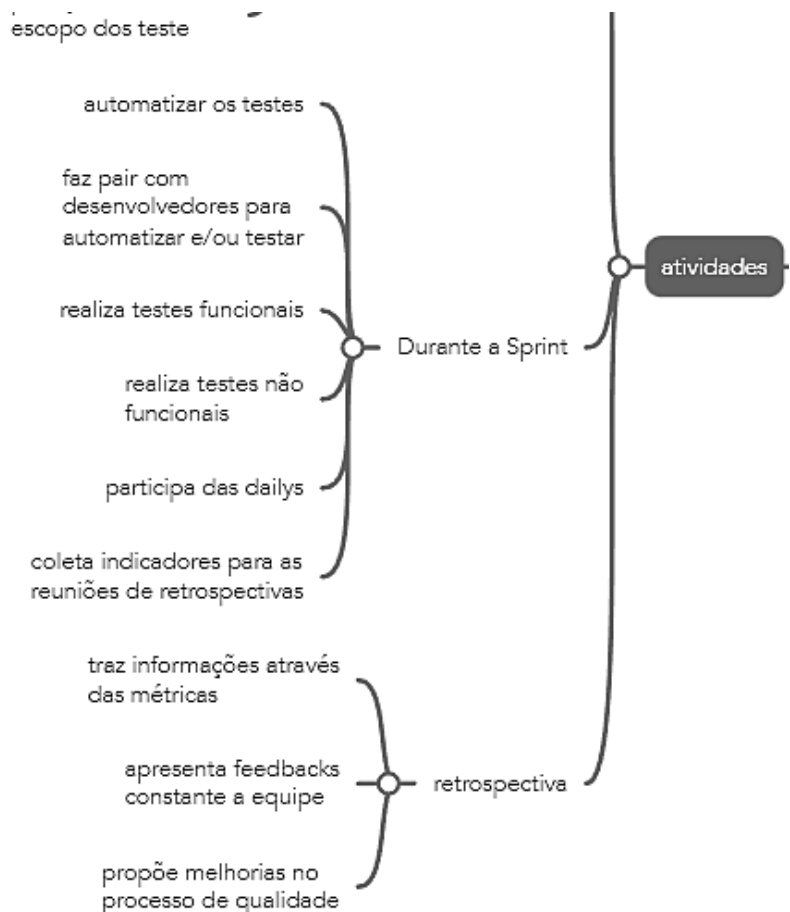 escopo dos teste
automatizar os testes
faz pair com
desenvolvedores para
automatizar e/ou testar
realiza testes funcionais
realiza testes não
funcionais
participa das dailys
coleta indicadores para as
reuniões de retrospectivas
Durante a Sprint
atividades
traz informações através
das métricas
apresenta feedbacks
constante a equipe
propõe melhorias no
processo de qualidade
retrospectiva